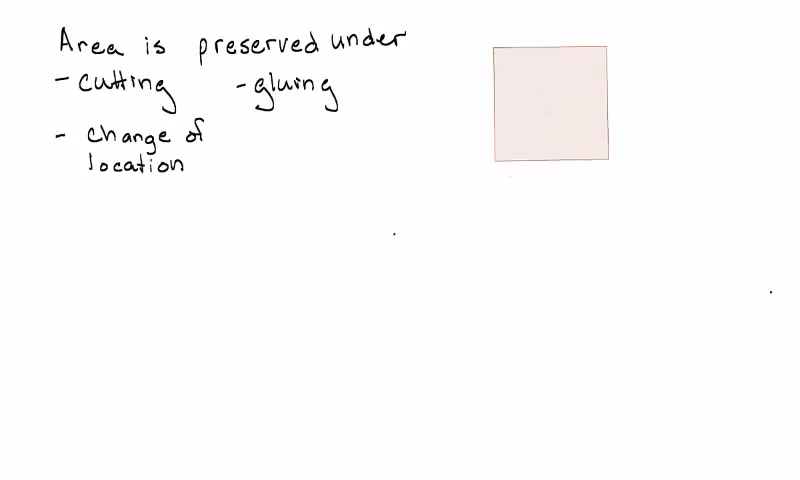 Area is preserved under
- cutting - gluing
- change of
location